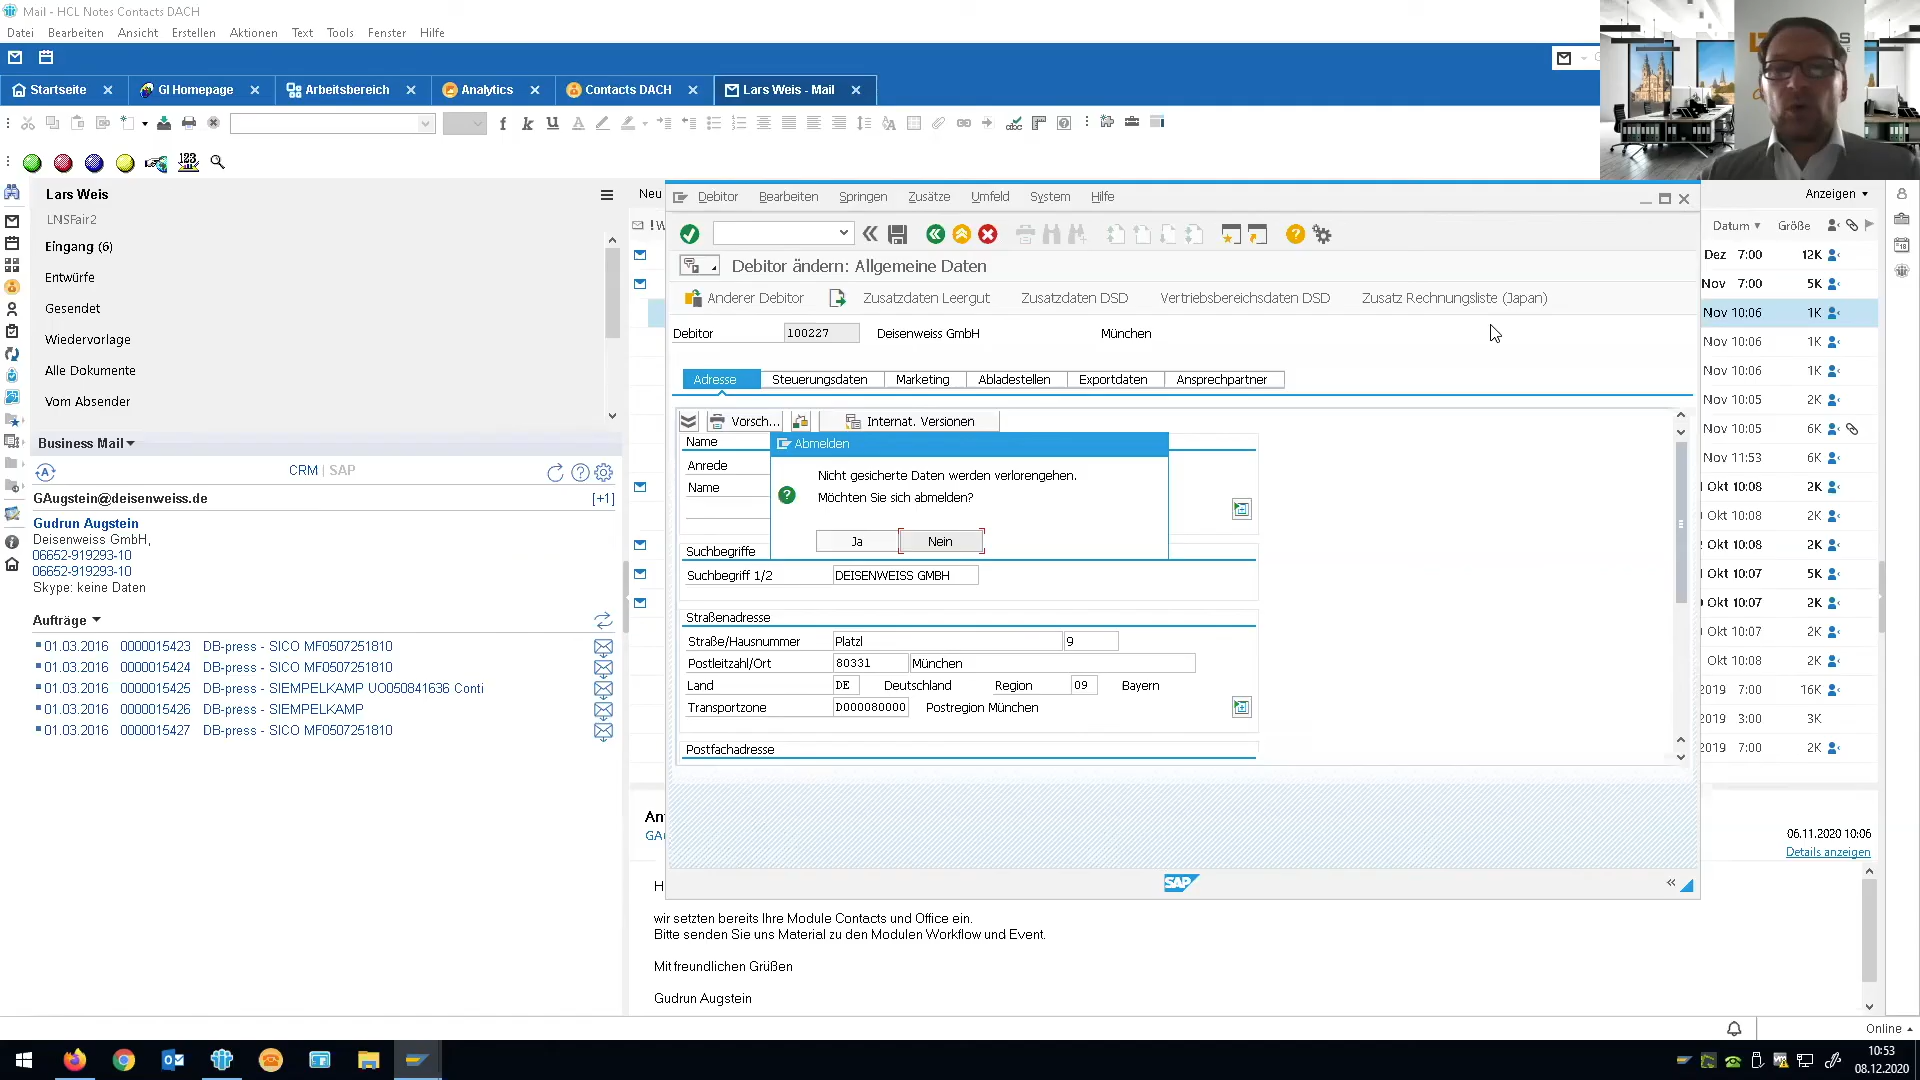 Mail - HCL Notes Contacts DACH
Datei Bearbeiten Ansicht Erstellen Aktionen Text Tools Fenster Hilfe
Startseite GI Homepage Arbeitsbereich Analytics Contacts DACH Lars Weis - Mail
f k u
123
Lars Weis
LNSFair2
Eingang (6)
Entwürfe
Gesendet
Wiedervorlage
Alle Dokumente
Vom Absender
Business Mail
CRM | SAP
GAugstein@deisenweiss.de [+1]
Gudrun Augstein
Deisenweiss GmbH,
06652-919293-10
06652-919293-10
Skype: keine Daten
Aufträge
01.03.2016 0000015423 DB-press - SICO MF0507251810
01.03.2016 0000015424 DB-press - SICO MF0507251810
01.03.2016 0000015425 DB-press - SIEMPELKAMP UO050841636 Conti
01.03.2016 0000015426 DB-press - SIEMPELKAMP
01.03.2016 0000015427 DB-press - SICO MF0507251810
Neu
Debitor Bearbeiten Springen Zusätze Umfeld System Hilfe
Debitor ändern: Allgemeine Daten
Anderer Debitor Zusatzdaten Leergut Zusatzdaten DSD Vertriebsbereichsdaten DSD Zusatz Rechnungsliste (Japan)
Debitor 100227 Deisenweiss GmbH München
Adresse Steuerungsdaten Marketing Abladestellen Exportdaten Ansprechpartner
Vorsch... Internat. Versionen
Name
Anrede
Name
Abmelden
Nicht gesicherte Daten werden verlorengehen.
Möchten Sie sich abmelden?
Ja Nein
Suchbegriffe
Suchbegriff 1/2 DEISENWEISS GMBH
Straßenadresse
Straße/Hausnummer Platzl 9
Postleitzahl/Ort 80331 München
Land DE Deutschland Region 09 Bayern
Transportzone D000080000 Postregion München
Postfachadresse
SAP
Anzeigen
Datum Größe
Dez 7:00 12K
Nov 7:00 5K
Nov 10:06 1K
Nov 10:06 1K
Nov 10:06 1K
Nov 10:05 2K
Nov 10:05 6K
Nov 11:53 6K
Okt 10:08 2K
Okt 10:08 2K
Okt 10:08 2K
Okt 10:07 5K
Okt 10:07 2K
Okt 10:07 2K
Okt 10:08 2K
2019 7:00 16K
2019 3:00 3K
2019 7:00 2K
06.11.2020 10:06
Details anzeigen
wir setzten bereits Ihre Module Contacts und Office ein.
Bitte senden Sie uns Material zu den Modulen Workflow und Event.
Mit freundlichen Grüßen
Gudrun Augstein
Online
10:53
08.12.2020